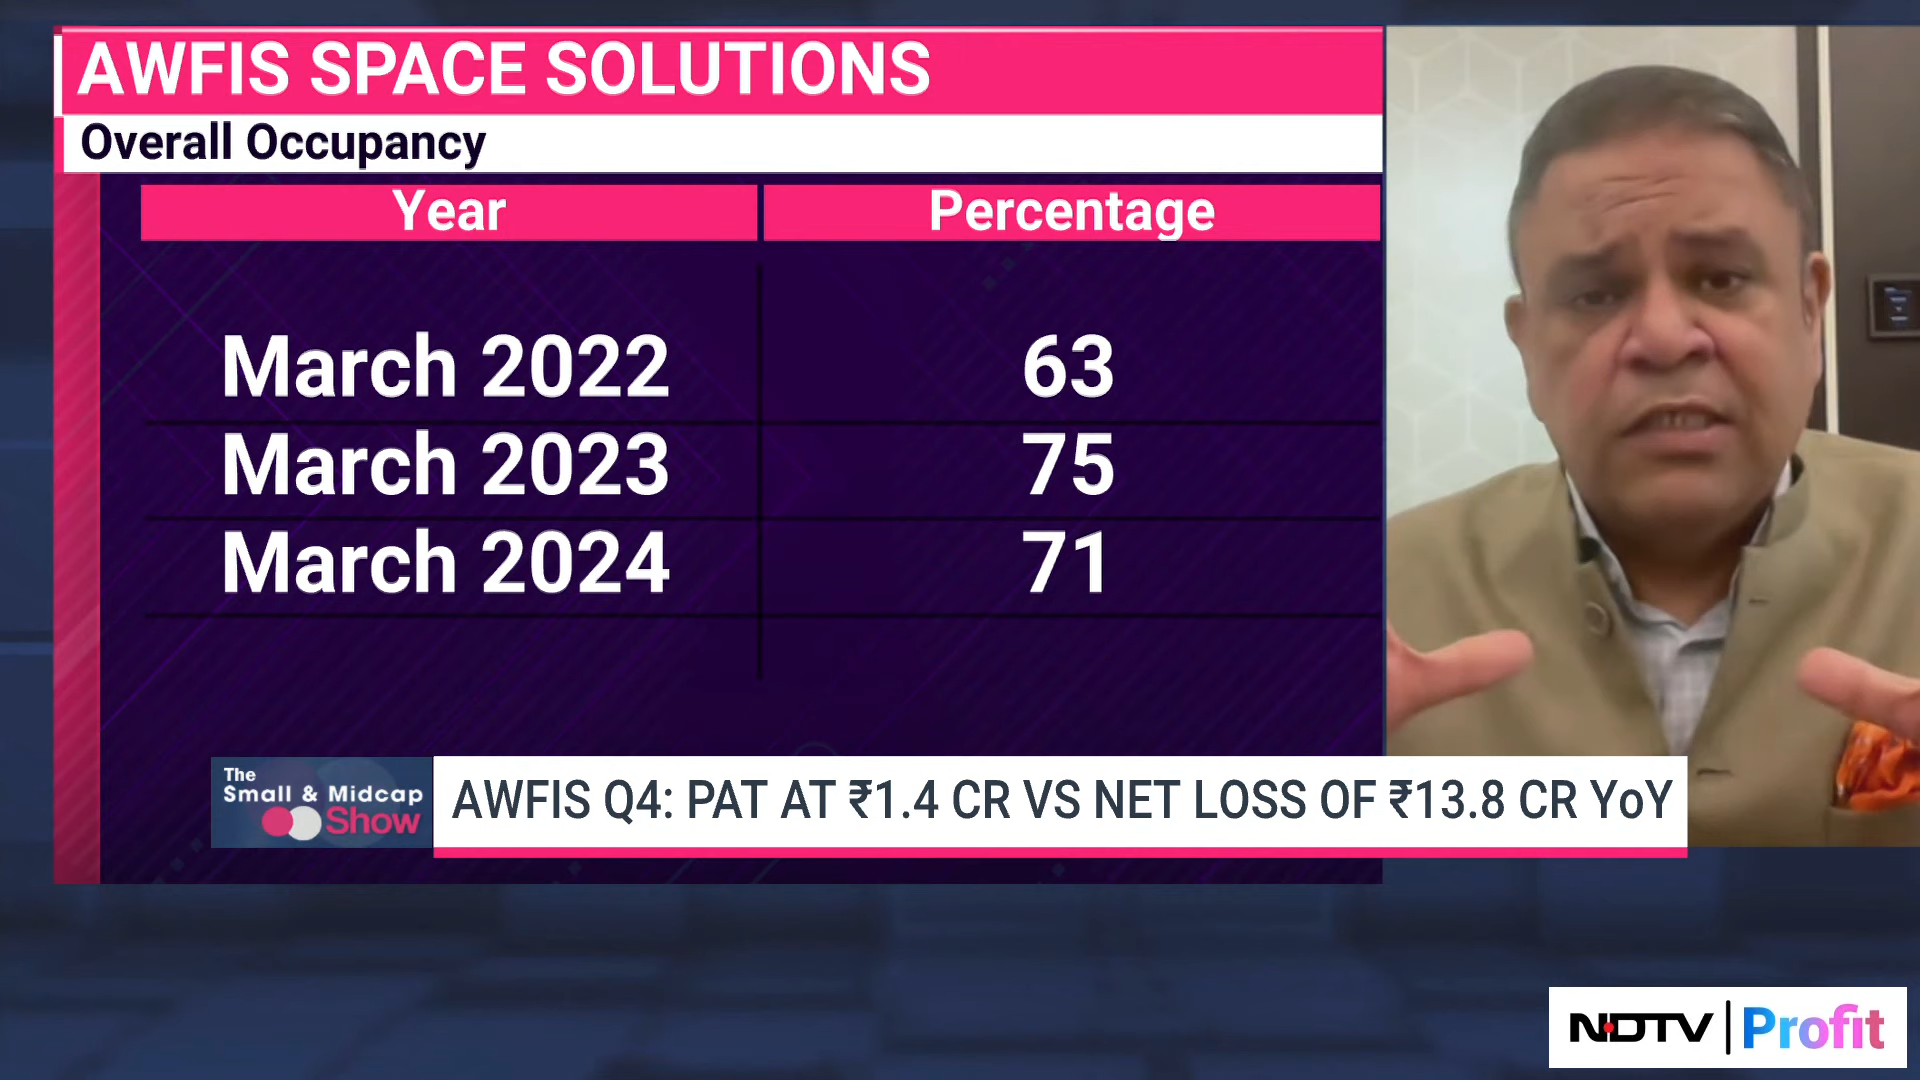 AWFIS SPACE SOLUTIONS
Overall Occupancy
Year Percentage
March 2022 63
March 2023 75
March 2024 71
The
Small & Midcap
Show
AWFIS Q4: PAT AT ₹1.4 CR VS NET LOSS OF ₹13.8 CR YoY
NDTV Profit